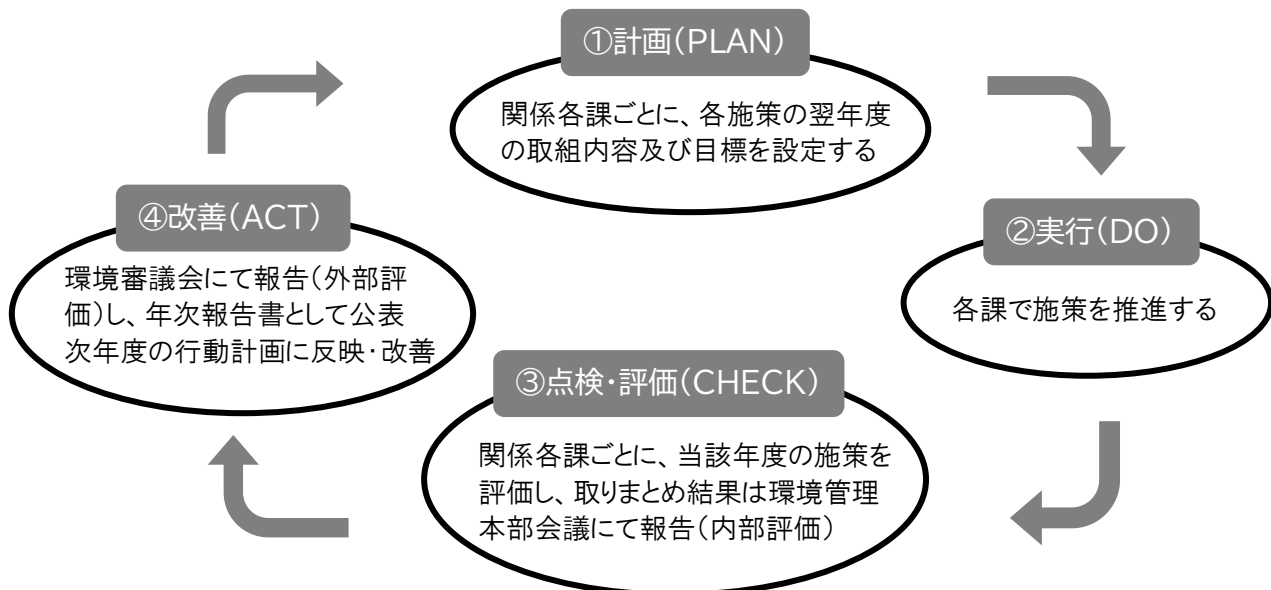 ①計画(PLAN)
関係各課ごとに、各施策の翌年度
の取組内容及び目標を設定する
②実行(DO)
各課で施策を推進する
③点検・評価(CHECK)
関係各課ごとに、当該年度の施策を
評価し、取りまとめ結果は環境管理
本部会議にて報告(内部評価)
④改善(ACT)
環境審議会にて報告(外部評
価)し、年次報告書として公表
次年度の行動計画に反映・改善